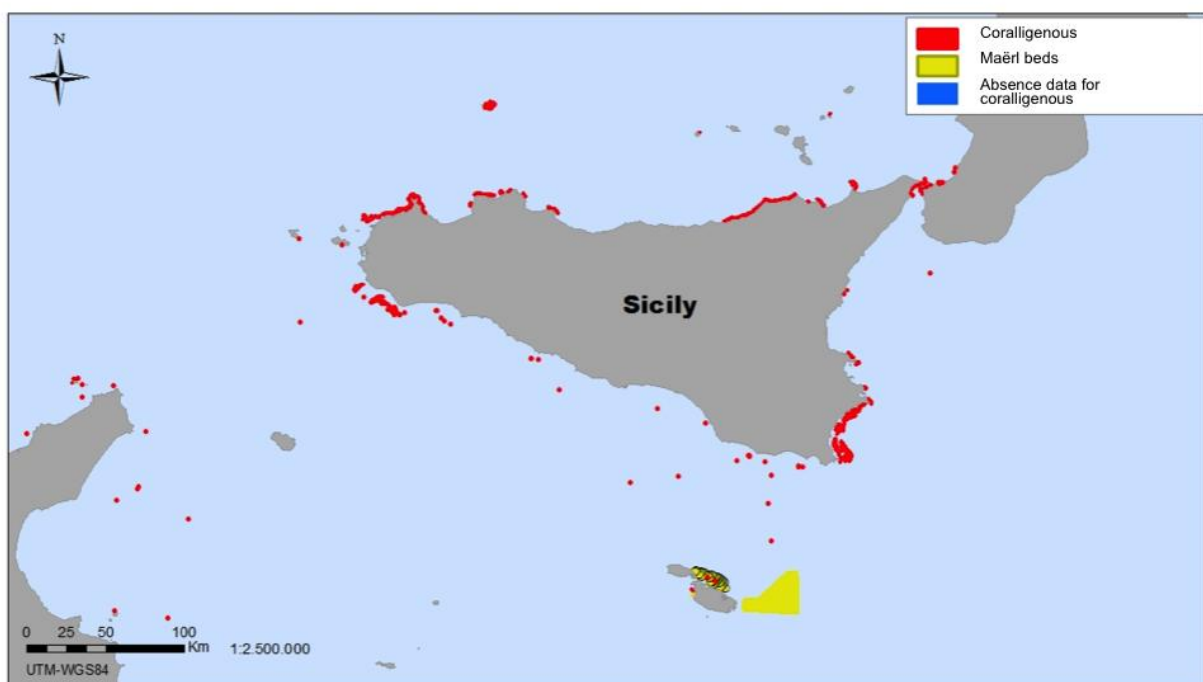 N
Coralligenous
Maërl beds
Absence data for
coralligenous
Sicily
0 25 50 100
Km
1:2.500.000
UTM-WGS84